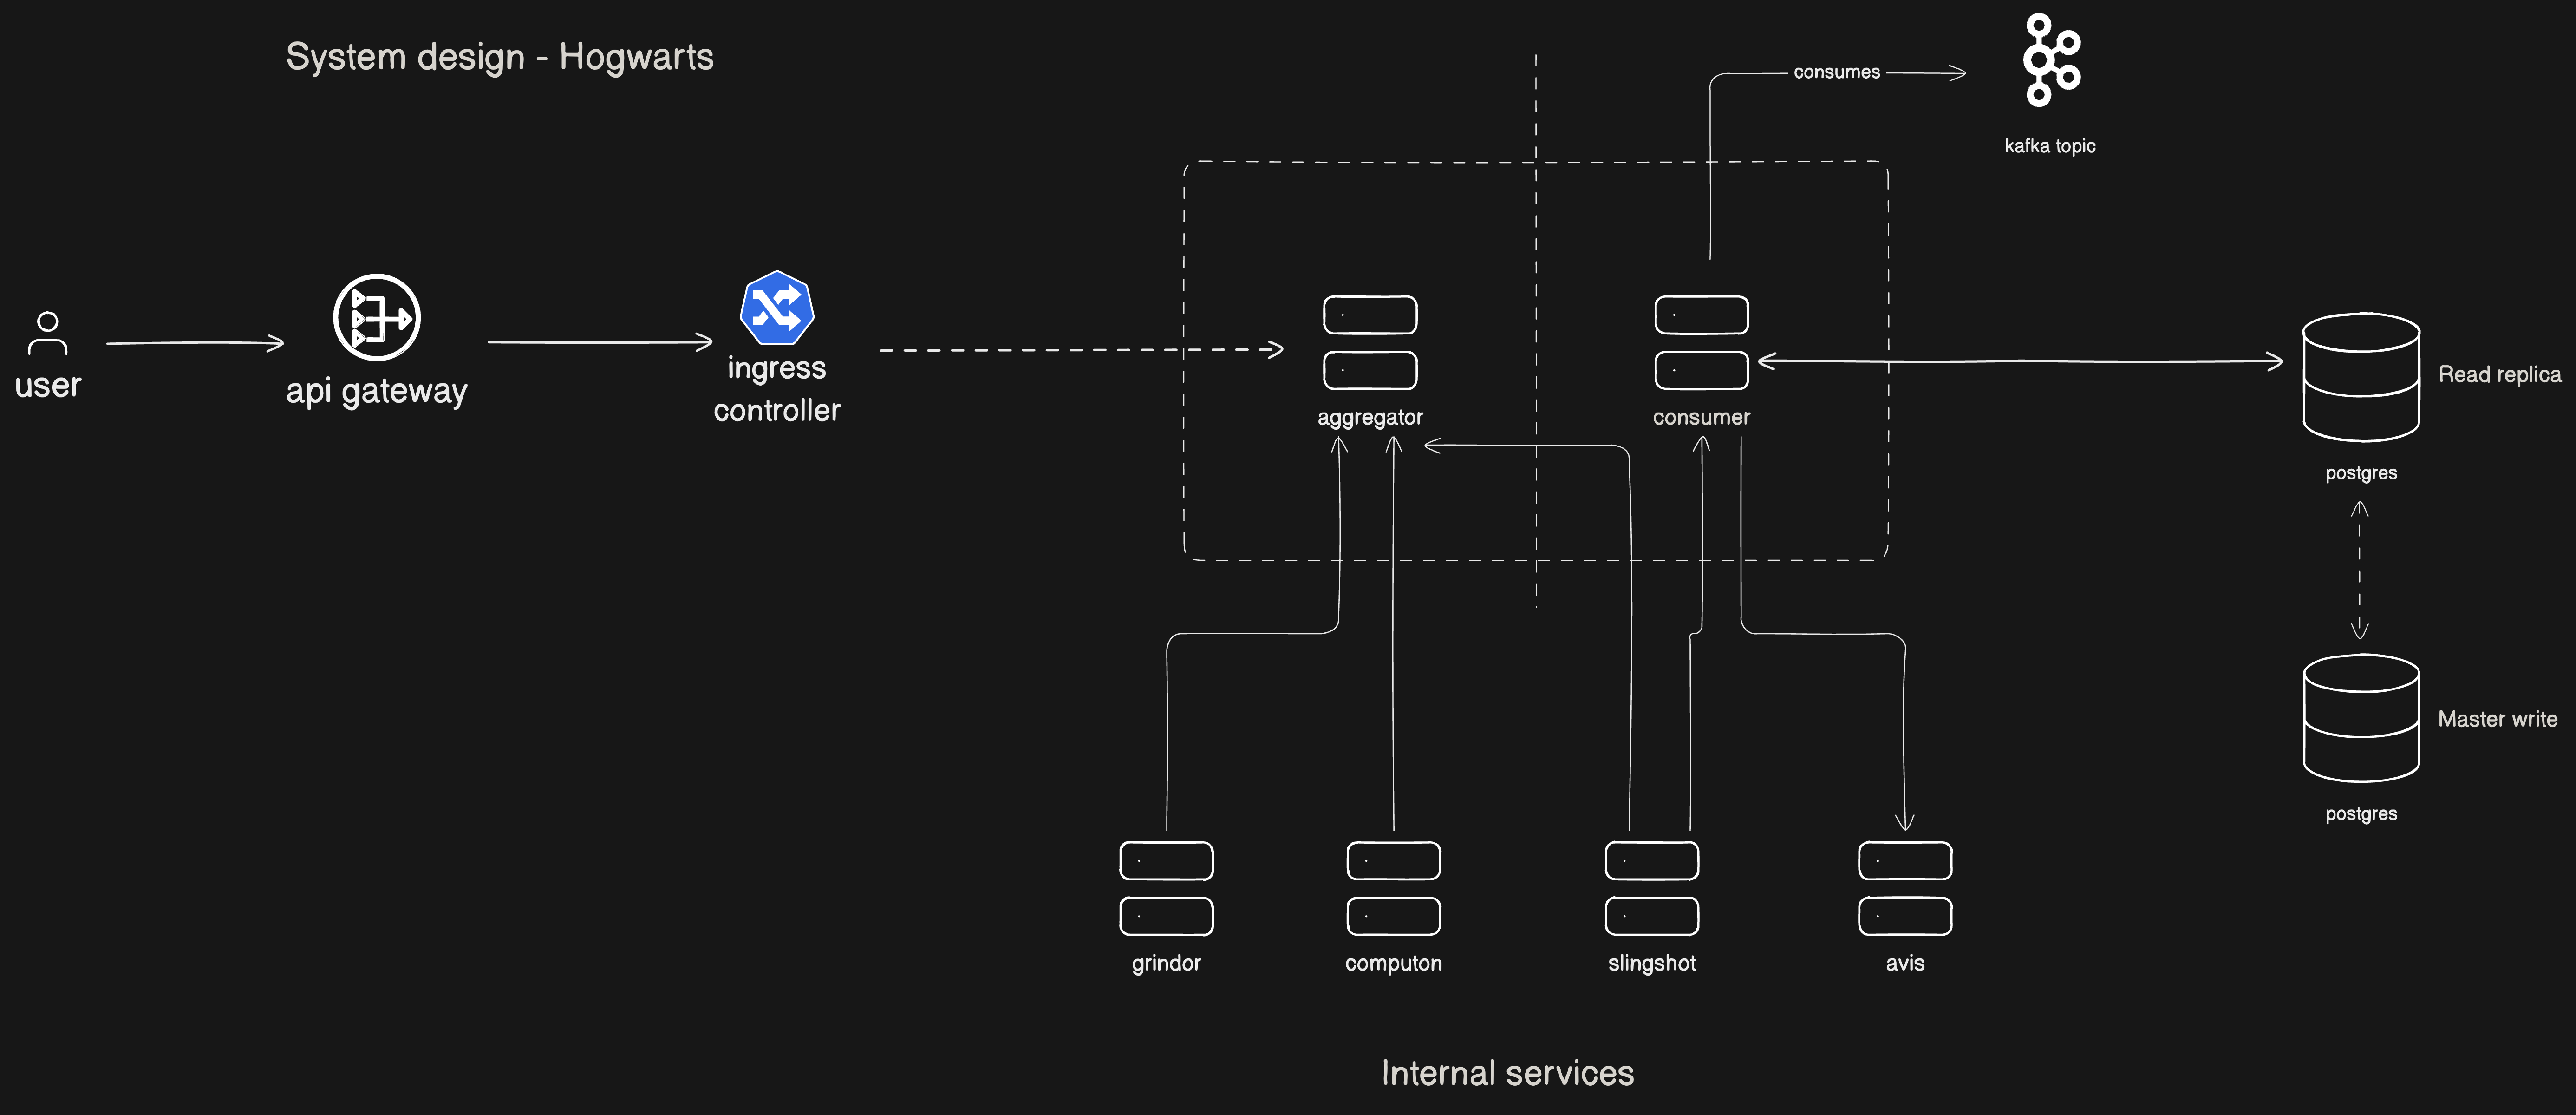 System design - Hogwarts
consumes
kafka topic
user
api gateway
ingress
controller
aggregator
consumer
Read replica
postgres
Master write
postgres
grindor
computon
slingshot
avis
Internal services